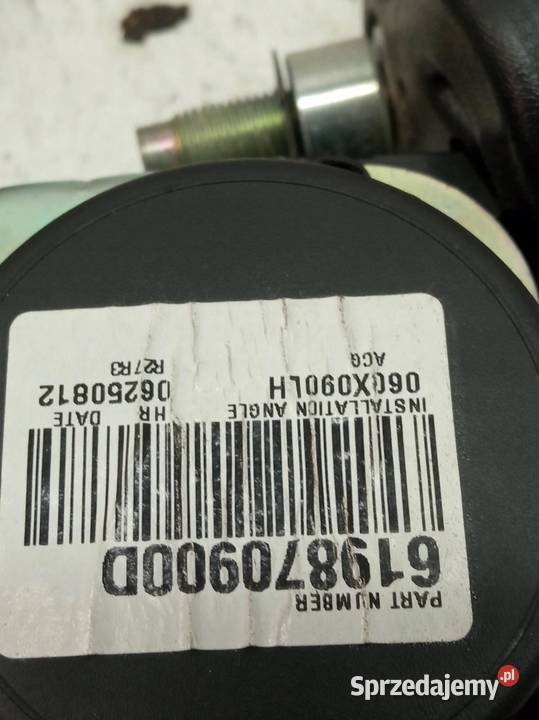 PART NUMBER
619870900D
INSTALLATION ANGLE HR DATE
060X090LH 06250812
ACG R27R3
Sprzedajemy.pl